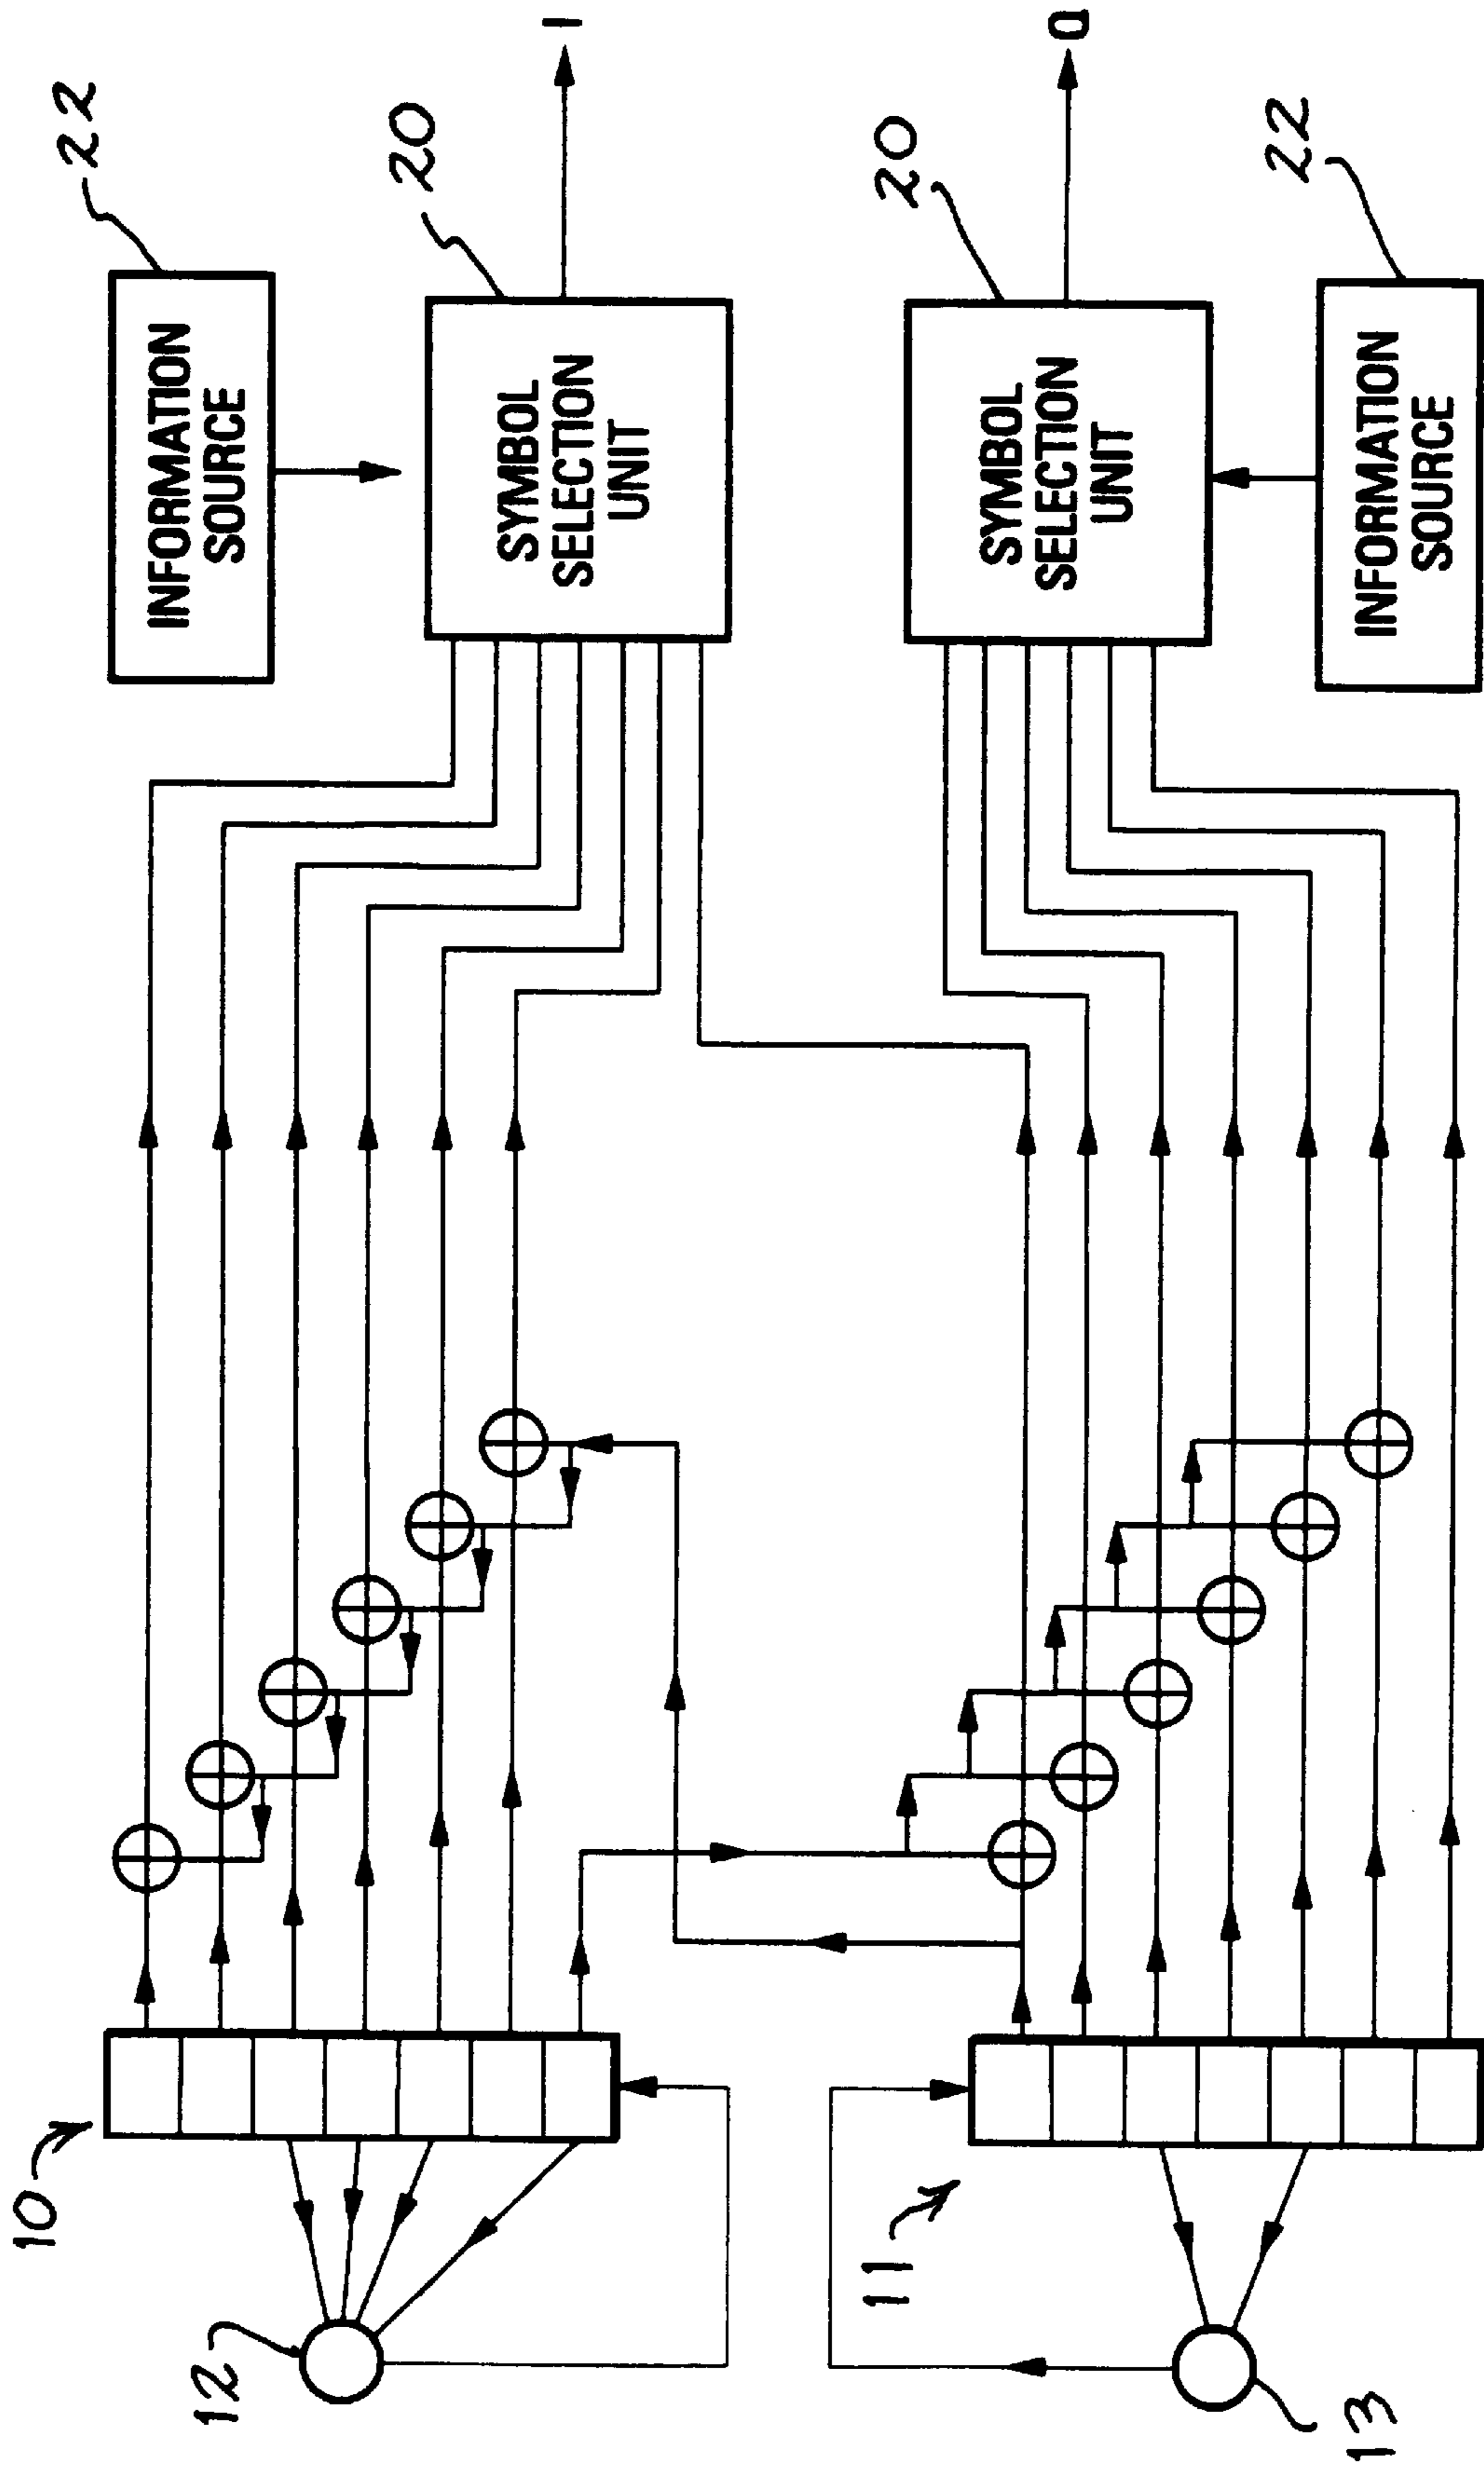 22
INFORMATION
SOURCE
20
SYMBOL
SELECTION
UNIT
I
10
12
20
SYMBOL
SELECTION
UNIT
Q
22
INFORMATION
SOURCE
11
13